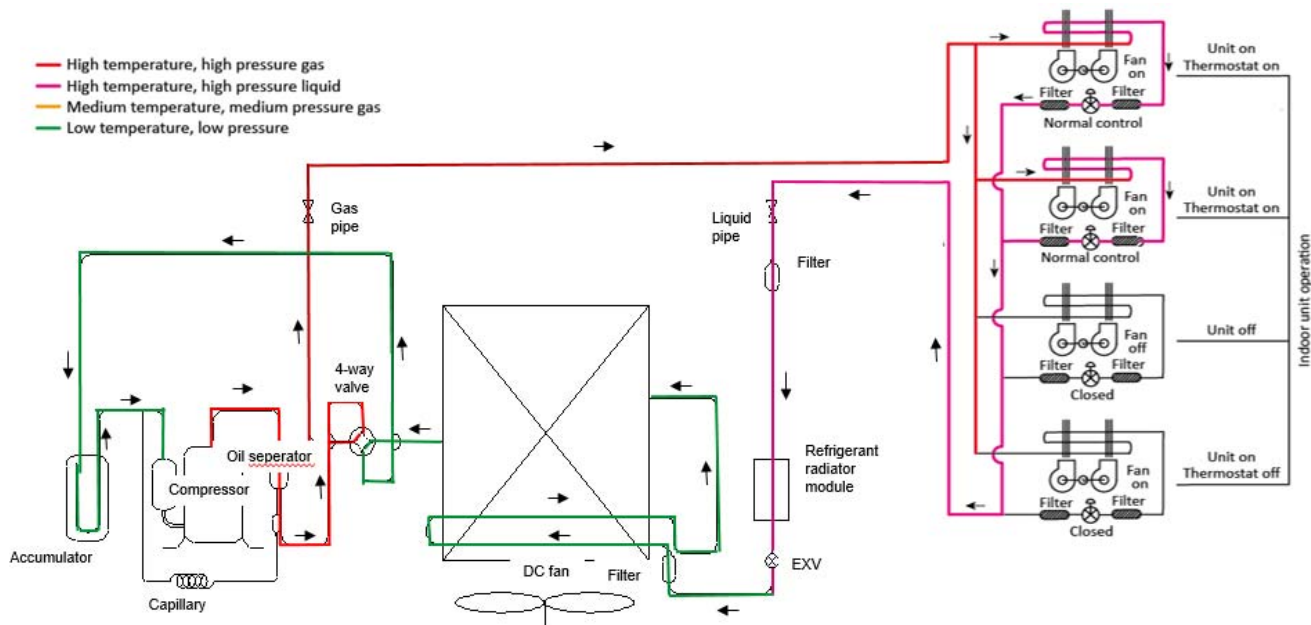 High temperature, high pressure gas
High temperature, high pressure liquid
Medium temperature, medium pressure gas
Low temperature, low pressure
Gas
pipe
Liquid
pipe
Filter
4-way
valve
Oil seperator
Compressor
Accumulator
Capillary
DC fan
Filter
EXV
Refrigerant
radiator
module
Fan
on
Filter
Filter
Normal control
Unit on
Thermostat on
Fan
on
Filter
Filter
Normal control
Unit on
Thermostat on
Fan
off
Filter
Filter
Closed
Unit off
Fan
on
Filter
Filter
Closed
Unit on
Thermostat off
Indoor unit operation